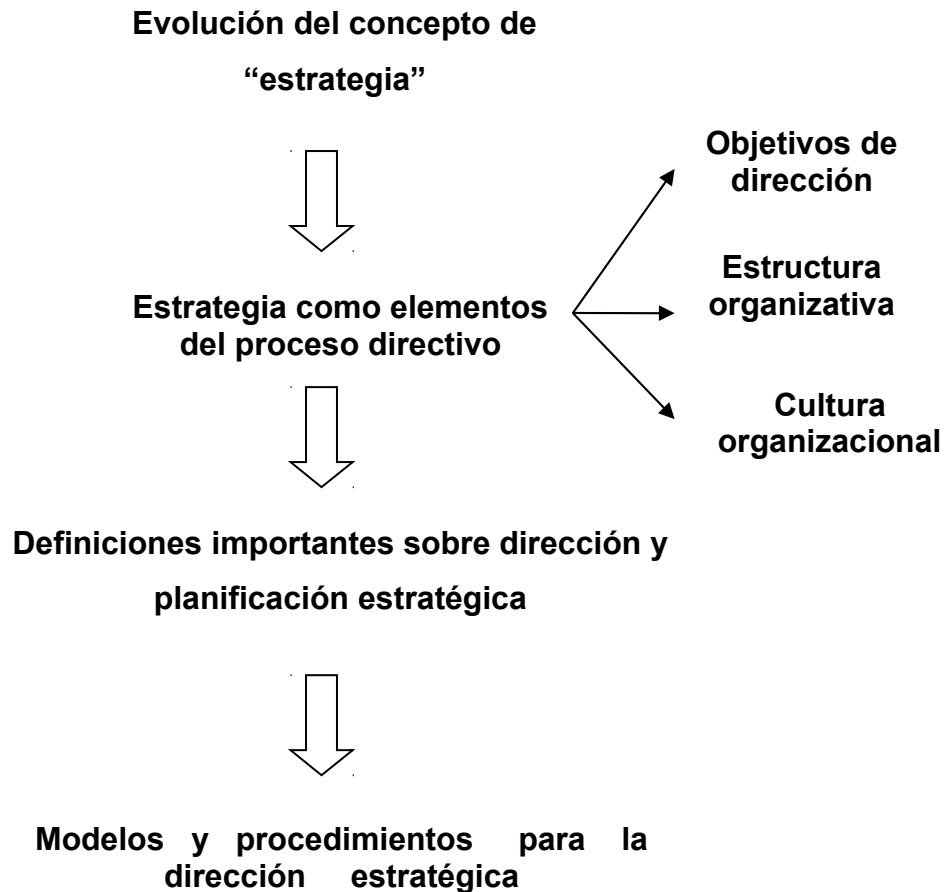 Evolución del concepto de
“estrategia”
Objetivos de
dirección
Estructura
organizativa
Estrategia como elementos
del proceso directivo
Cultura
organizacional
Definiciones importantes sobre dirección y
planificación estratégica
Modelos y procedimientos para la
dirección estratégica